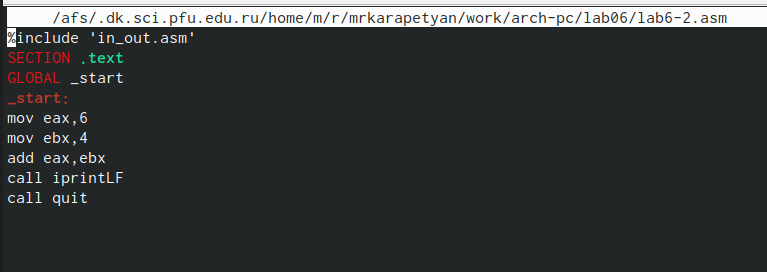 /afs/.dk.sci.pfu.edu.ru/home/m/r/mrkarapetyan/work/arch-pc/lab06/lab6-2.asm
%include 'in_out.asm'
SECTION .text
GLOBAL _start
_start:
mov eax,6
mov ebx,4
add eax,ebx
call iprintLF
call quit